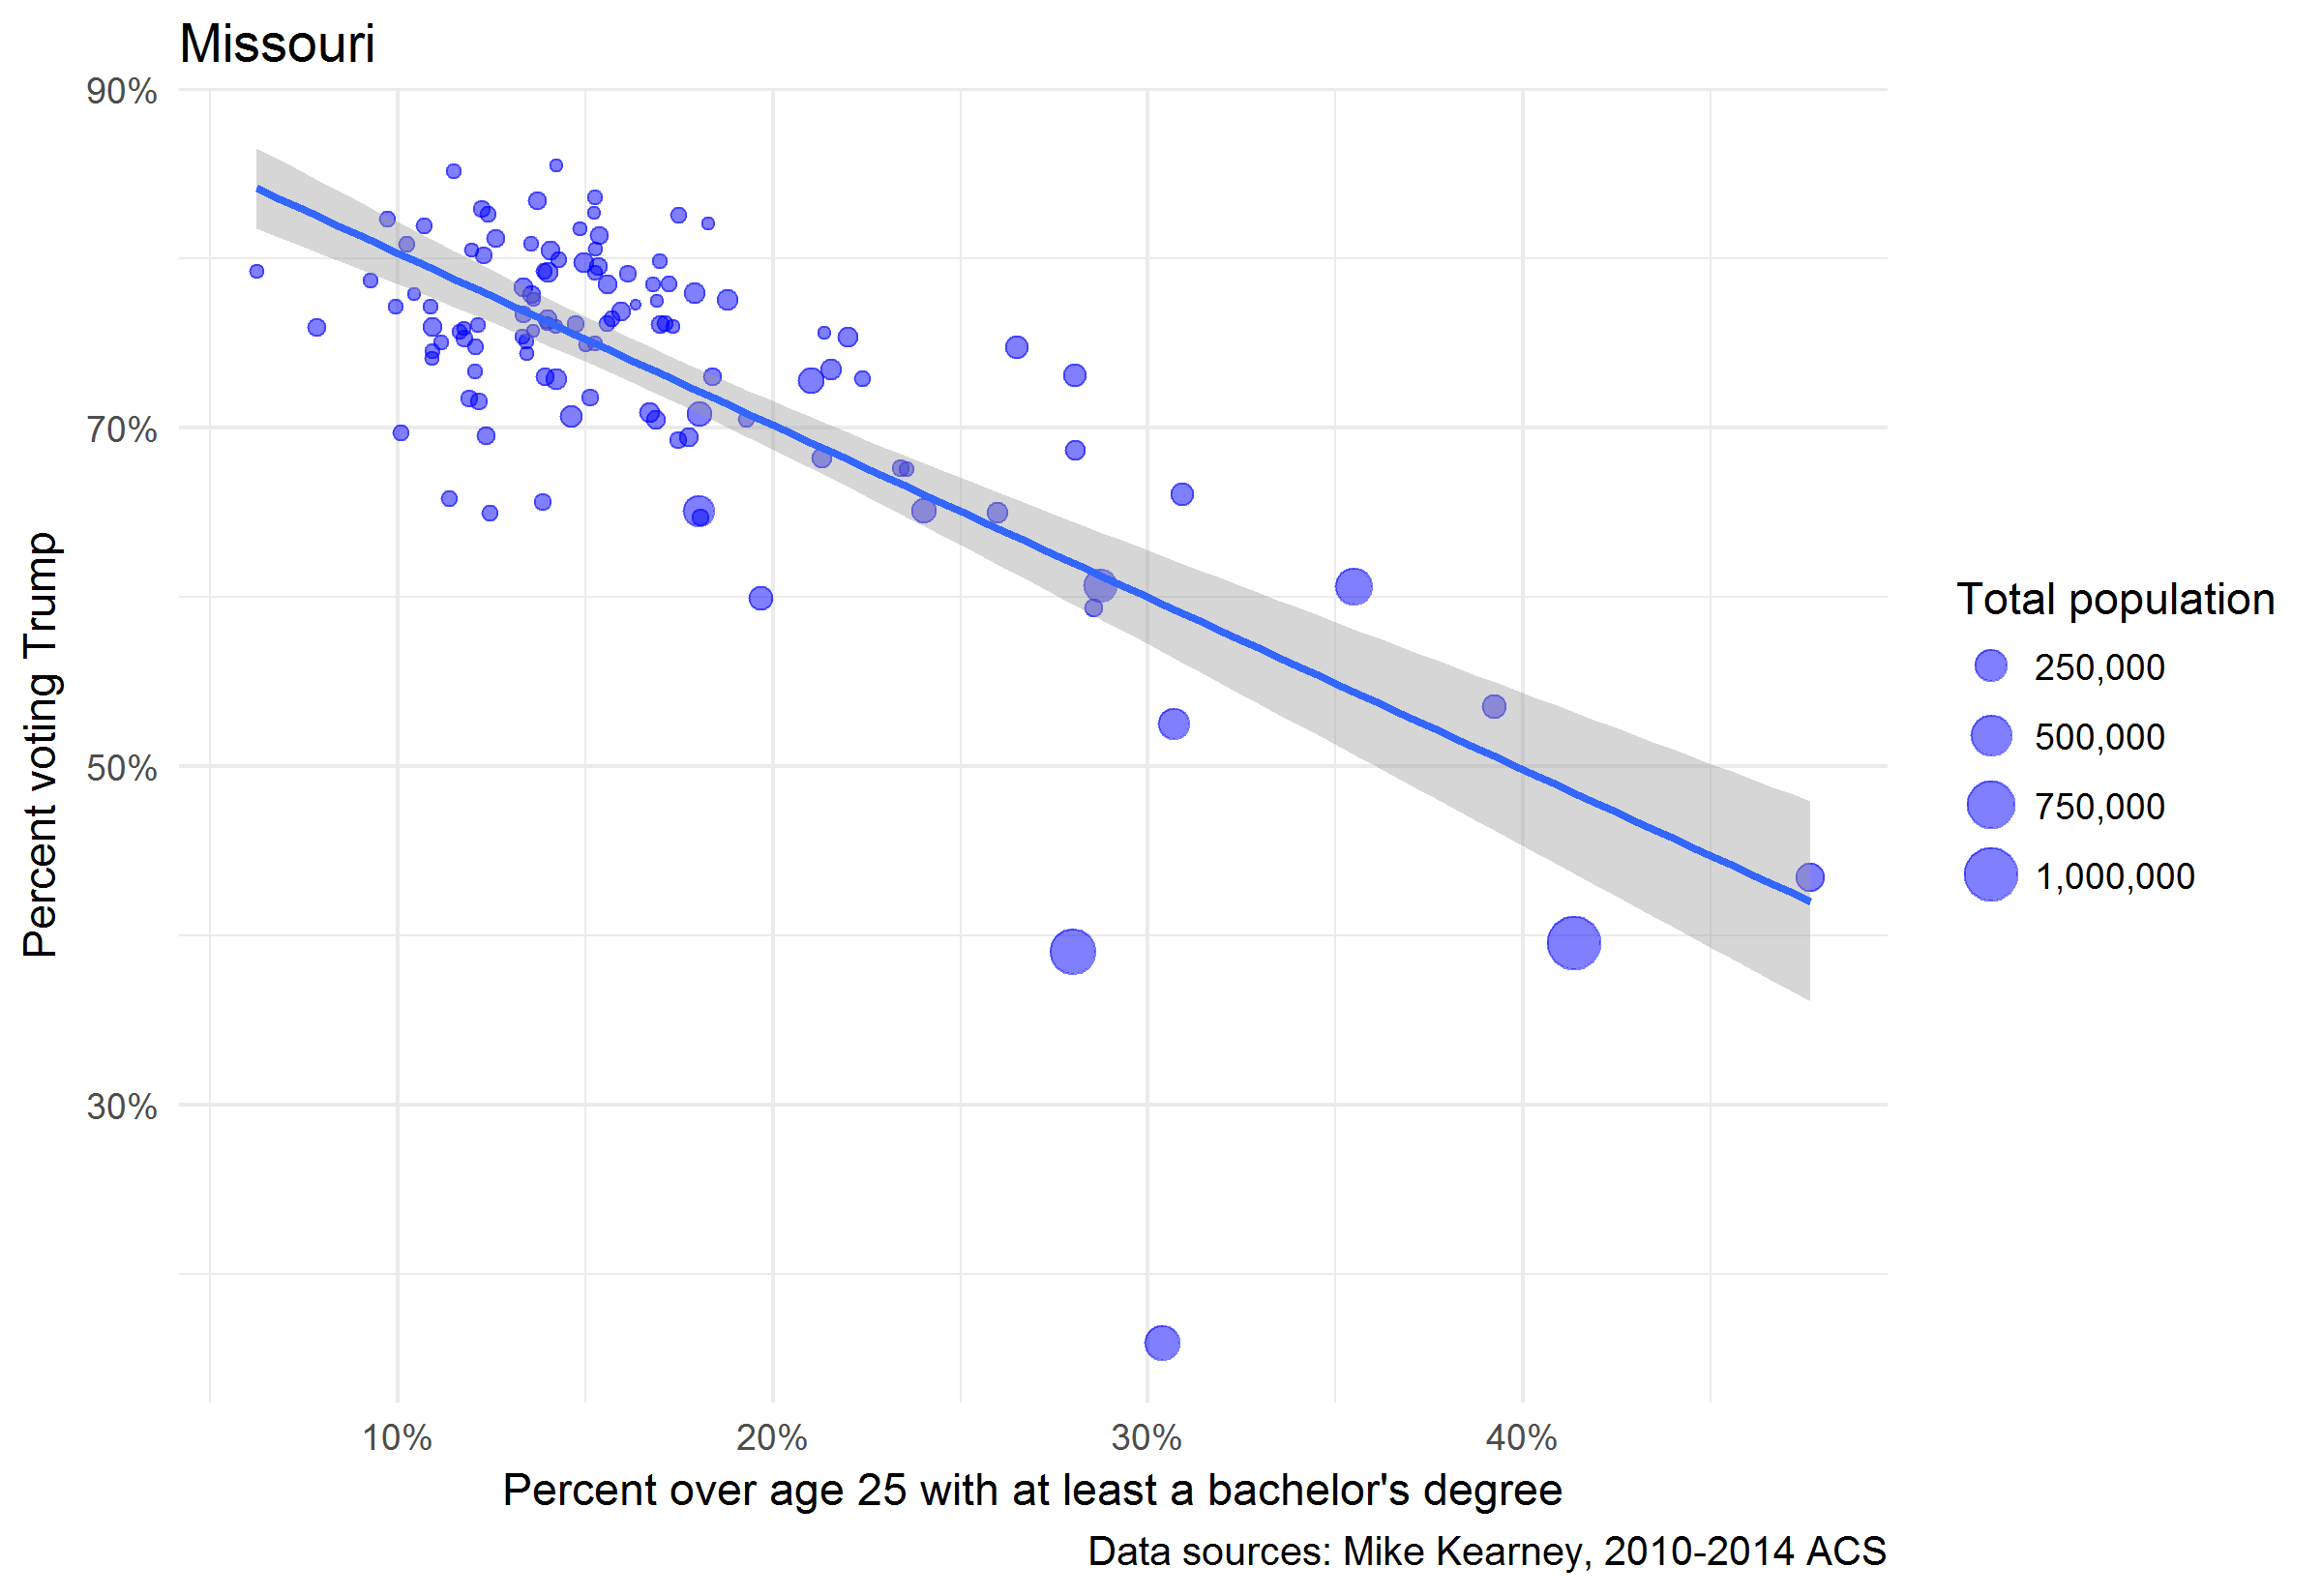 Missouri
90%
70%
50%
30%
Percent voting Trump
10% 20% 30% 40%
Percent over age 25 with at least a bachelor's degree
Data sources: Mike Kearney, 2010-2014 ACS
Total population
250,000
500,000
750,000
1,000,000